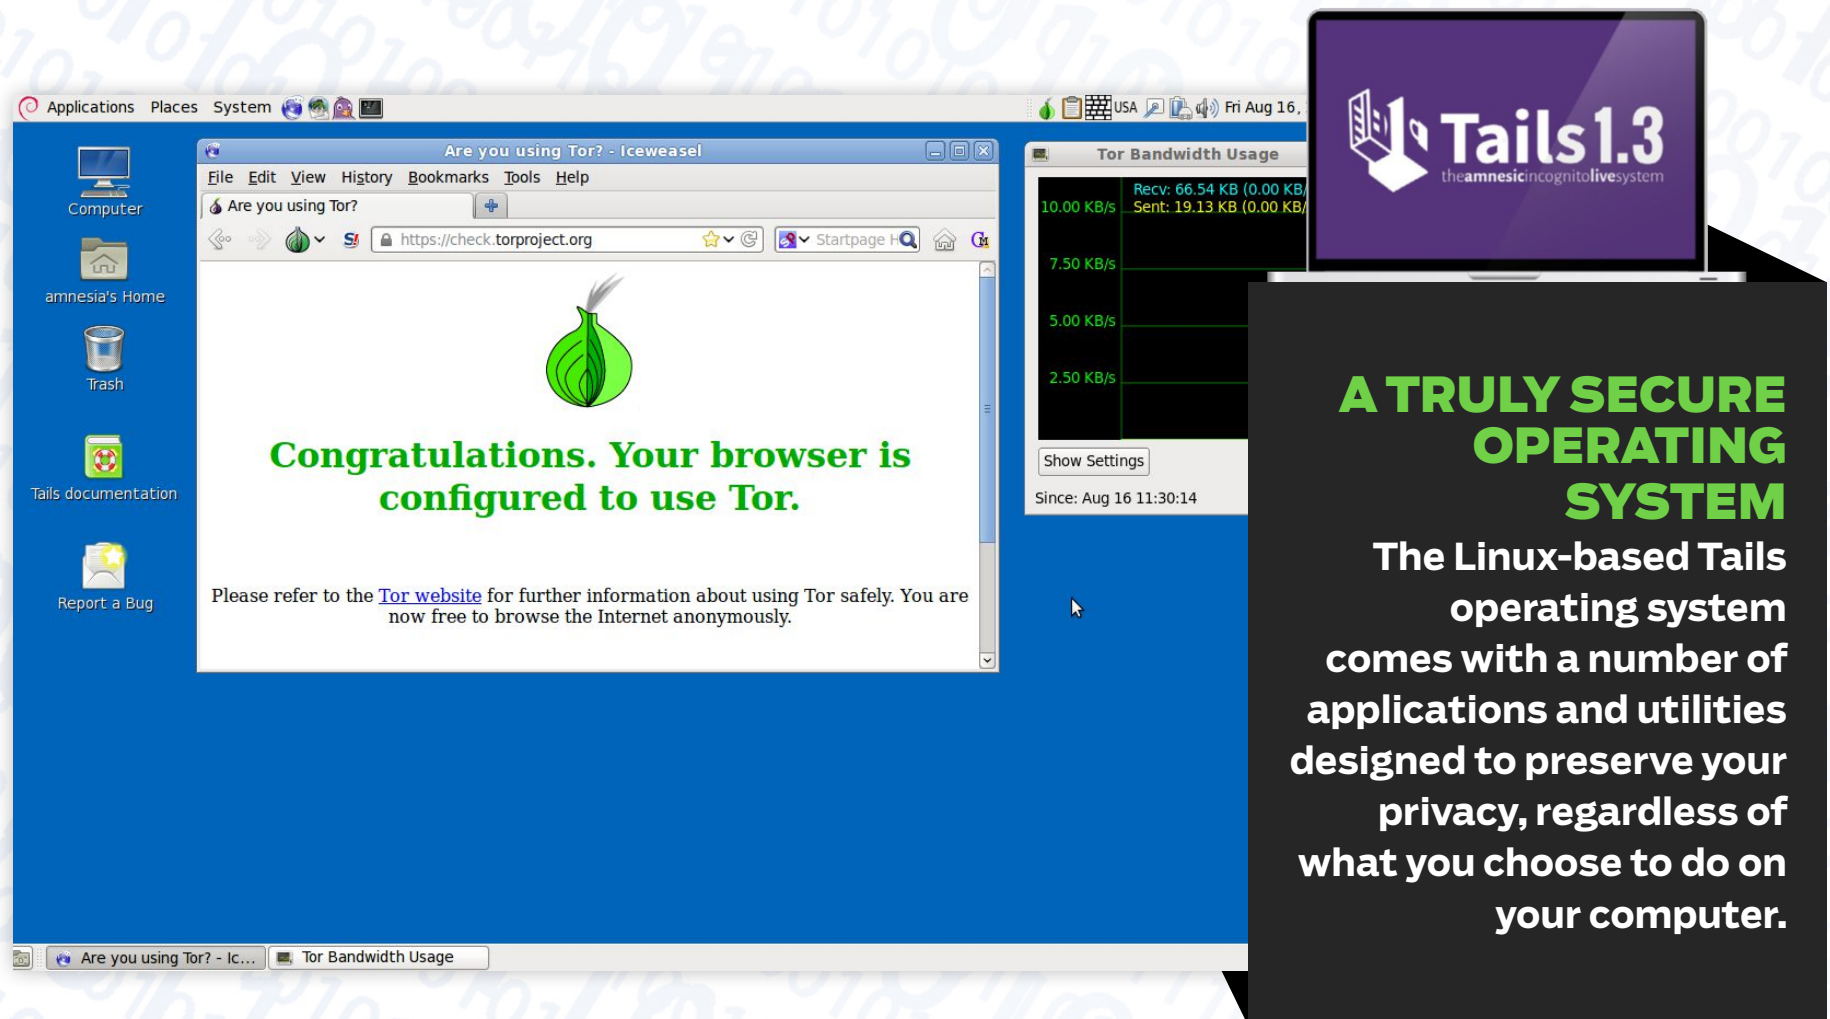 Applications Places System
USA Fri Aug 16,
Computer
amnesia's Home
Trash
Tails documentation
Report a Bug
Are you using Tor? - Iceweasel
File Edit View History Bookmarks Tools Help
Are you using Tor?
https://check.torproject.org
Startpage H
Congratulations. Your browser is
configured to use Tor.
Please refer to the Tor website for further information about using Tor safely. You are
now free to browse the Internet anonymously.
Tor Bandwidth Usage
Recv: 66.54 KB (0.00 KB/
Sent: 19.13 KB (0.00 KB/
10.00 KB/s
7.50 KB/s
5.00 KB/s
2.50 KB/s
Show Settings
Since: Aug 16 11:30:14
Are you using Tor? - Ic...
Tor Bandwidth Usage
Tails1.3
theamnesicincognitolivesystem
A TRULY SECURE
OPERATING
SYSTEM
The Linux-based Tails
operating system
comes with a number of
applications and utilities
designed to preserve your
privacy, regardless of
what you choose to do on
your computer.